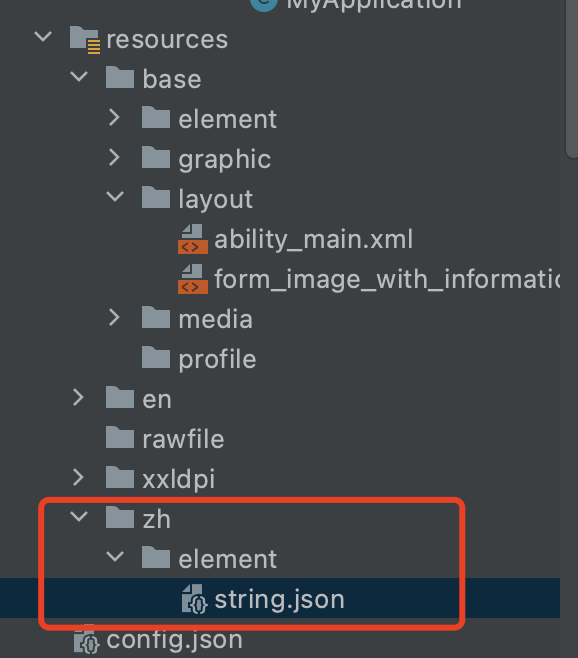 MyApplication
resources
base
element
graphic
layout
ability_main.xml
form_image_with_informatic
media
profile
en
rawfile
xxldpi
zh
element
string.json
config.json